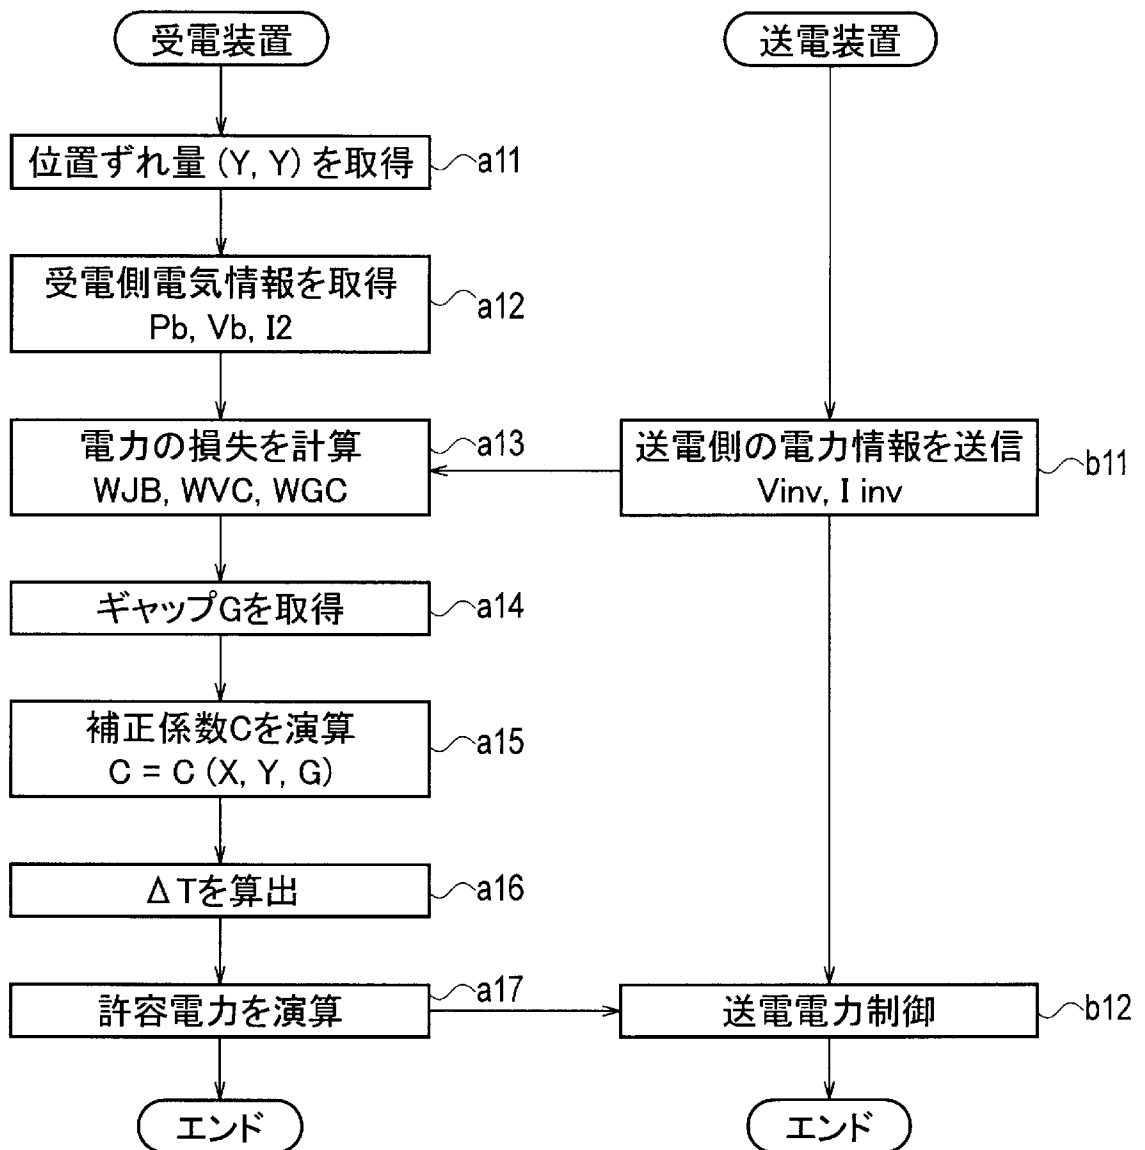 受電装置
送電装置
位置ずれ量 (Y, Y) を取得
a11
受電側電気情報を取得
Pb, Vb, I2
a12
電力の損失を計算
WJB, WVC, WGC
a13
送電側の電力情報を送信
Vinv, I inv
b11
ギャップGを取得
a14
補正係数Cを演算
C = C (X, Y, G)
a15
ΔTを算出
a16
許容電力を演算
a17
送電電力制御
b12
エンド
エンド